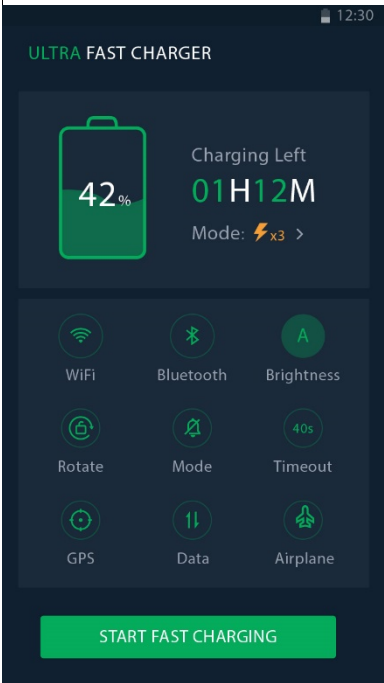 12:30
ULTRA FAST CHARGER
42%
Charging Left
01H12M
Mode: x3 >
WiFi
Bluetooth
A
Brightness
Rotate
Mode
40s
Timeout
GPS
Data
Airplane
START FAST CHARGING